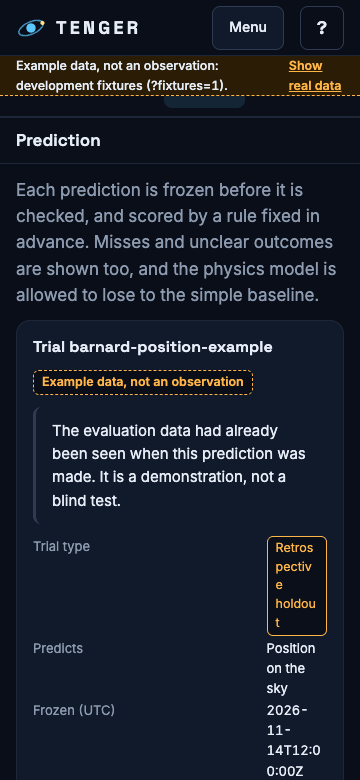 TENGER
Menu
?
Example data, not an observation:
development fixtures (?fixtures=1).
Show
real data
Prediction
Each prediction is frozen before it is
checked, and scored by a rule fixed in
advance. Misses and unclear outcomes
are shown too, and the physics model is
allowed to lose to the simple baseline.
Trial barnard-position-example
Example data, not an observation
The evaluation data had already
been seen when this prediction was
made. It is a demonstration, not a
blind test.
Trial type
Retros
pectiv
e
holdou
t
Predicts
Position
on the
sky
Frozen (UTC)
2026-
11-
14T12:0
0:00Z